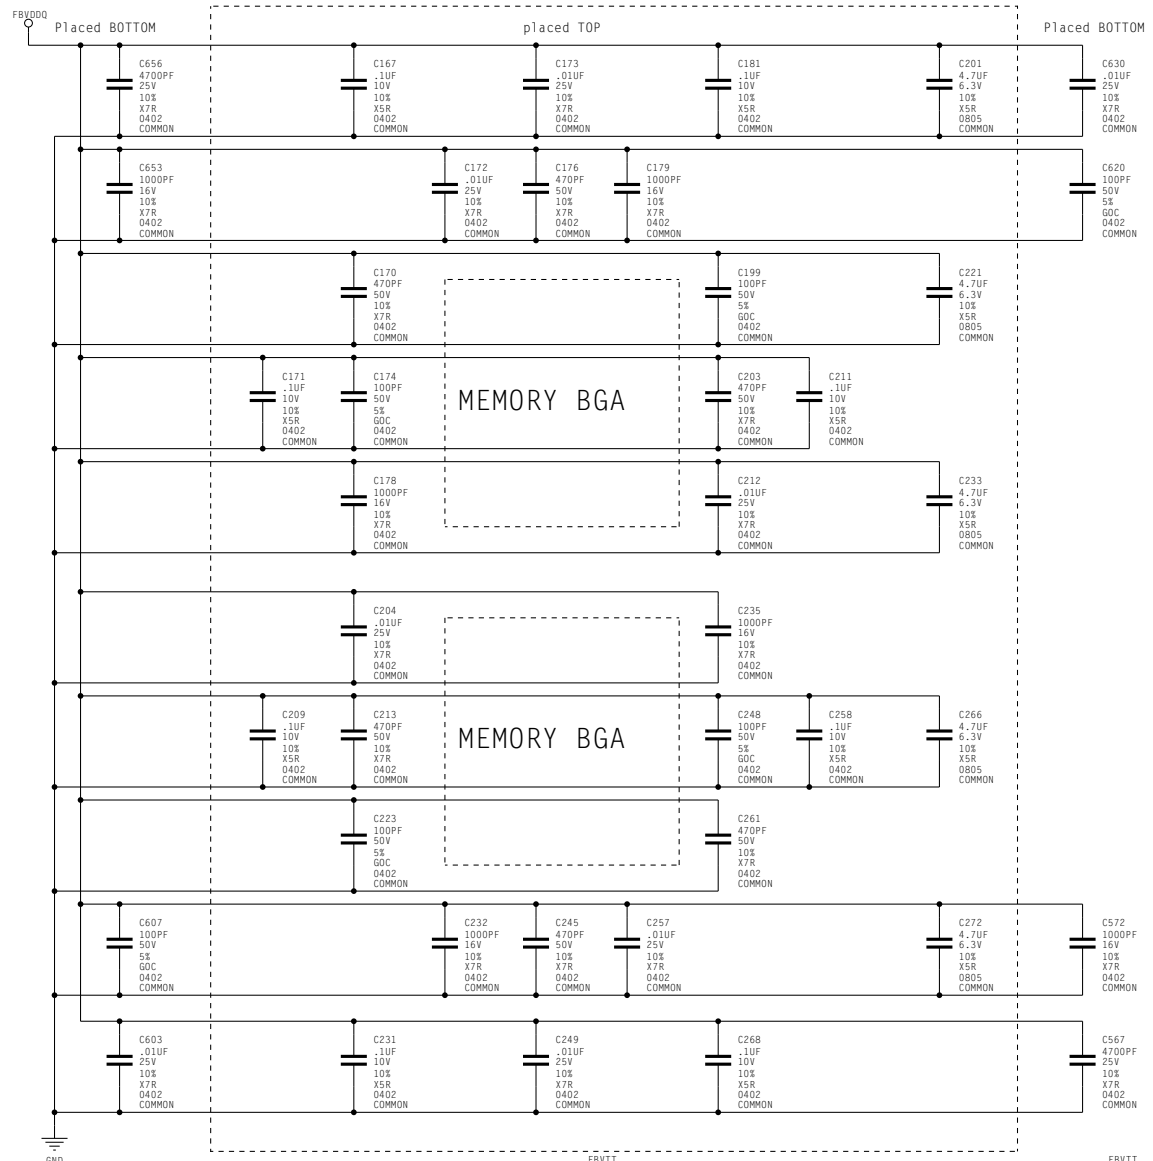 FBVDDQ
Placed BOTTOM
placed TOP
Placed BOTTOM
C656
4700PF
25V
10%
X7R
0402
COMMON
C167
.1UF
10V
10%
X5R
0402
COMMON
C173
.01UF
25V
10%
X7R
0402
COMMON
C181
.1UF
10V
10%
X5R
0402
COMMON
C201
4.7UF
6.3V
10%
X5R
0805
COMMON
C630
.01UF
25V
10%
X7R
0402
COMMON
C653
1000PF
16V
10%
X7R
0402
COMMON
C172
.01UF
25V
10%
X7R
0402
COMMON
C176
470PF
50V
10%
X7R
0402
COMMON
C179
1000PF
16V
10%
X7R
0402
COMMON
C620
100PF
50V
5%
GOC
0402
COMMON
C170
470PF
50V
10%
X7R
0402
COMMON
C199
100PF
50V
5%
GOC
0402
COMMON
C221
4.7UF
6.3V
10%
X5R
0805
COMMON
C171
.1UF
10V
10%
X5R
0402
COMMON
C174
100PF
50V
5%
GOC
0402
COMMON
MEMORY BGA
C203
470PF
50V
10%
X7R
0402
COMMON
C211
.1UF
10V
10%
X5R
0402
COMMON
C178
1000PF
16V
10%
X7R
0402
COMMON
C212
.01UF
25V
10%
X7R
0402
COMMON
C233
4.7UF
6.3V
10%
X5R
0805
COMMON
C204
.01UF
25V
10%
X7R
0402
COMMON
C235
1000PF
16V
10%
X7R
0402
COMMON
C209
.1UF
10V
10%
X5R
0402
COMMON
C213
470PF
50V
10%
X7R
0402
COMMON
MEMORY BGA
C248
100PF
50V
5%
GOC
0402
COMMON
C258
.1UF
10V
10%
X5R
0402
COMMON
C266
4.7UF
6.3V
10%
X5R
0805
COMMON
C223
100PF
50V
5%
GOC
0402
COMMON
C261
470PF
50V
10%
X7R
0402
COMMON
C607
100PF
50V
5%
GOC
0402
COMMON
C232
1000PF
16V
10%
X7R
0402
COMMON
C245
470PF
50V
10%
X7R
0402
COMMON
C257
.01UF
25V
10%
X7R
0402
COMMON
C272
4.7UF
6.3V
10%
X5R
0805
COMMON
C572
1000PF
16V
10%
X7R
0402
COMMON
C603
.01UF
25V
10%
X7R
0402
COMMON
C231
.1UF
10V
10%
X5R
0402
COMMON
C249
.01UF
25V
10%
X7R
0402
COMMON
C268
.1UF
10V
10%
X5R
0402
COMMON
C567
4700PF
25V
10%
X7R
0402
COMMON
GND
FBVTT
FBVTT